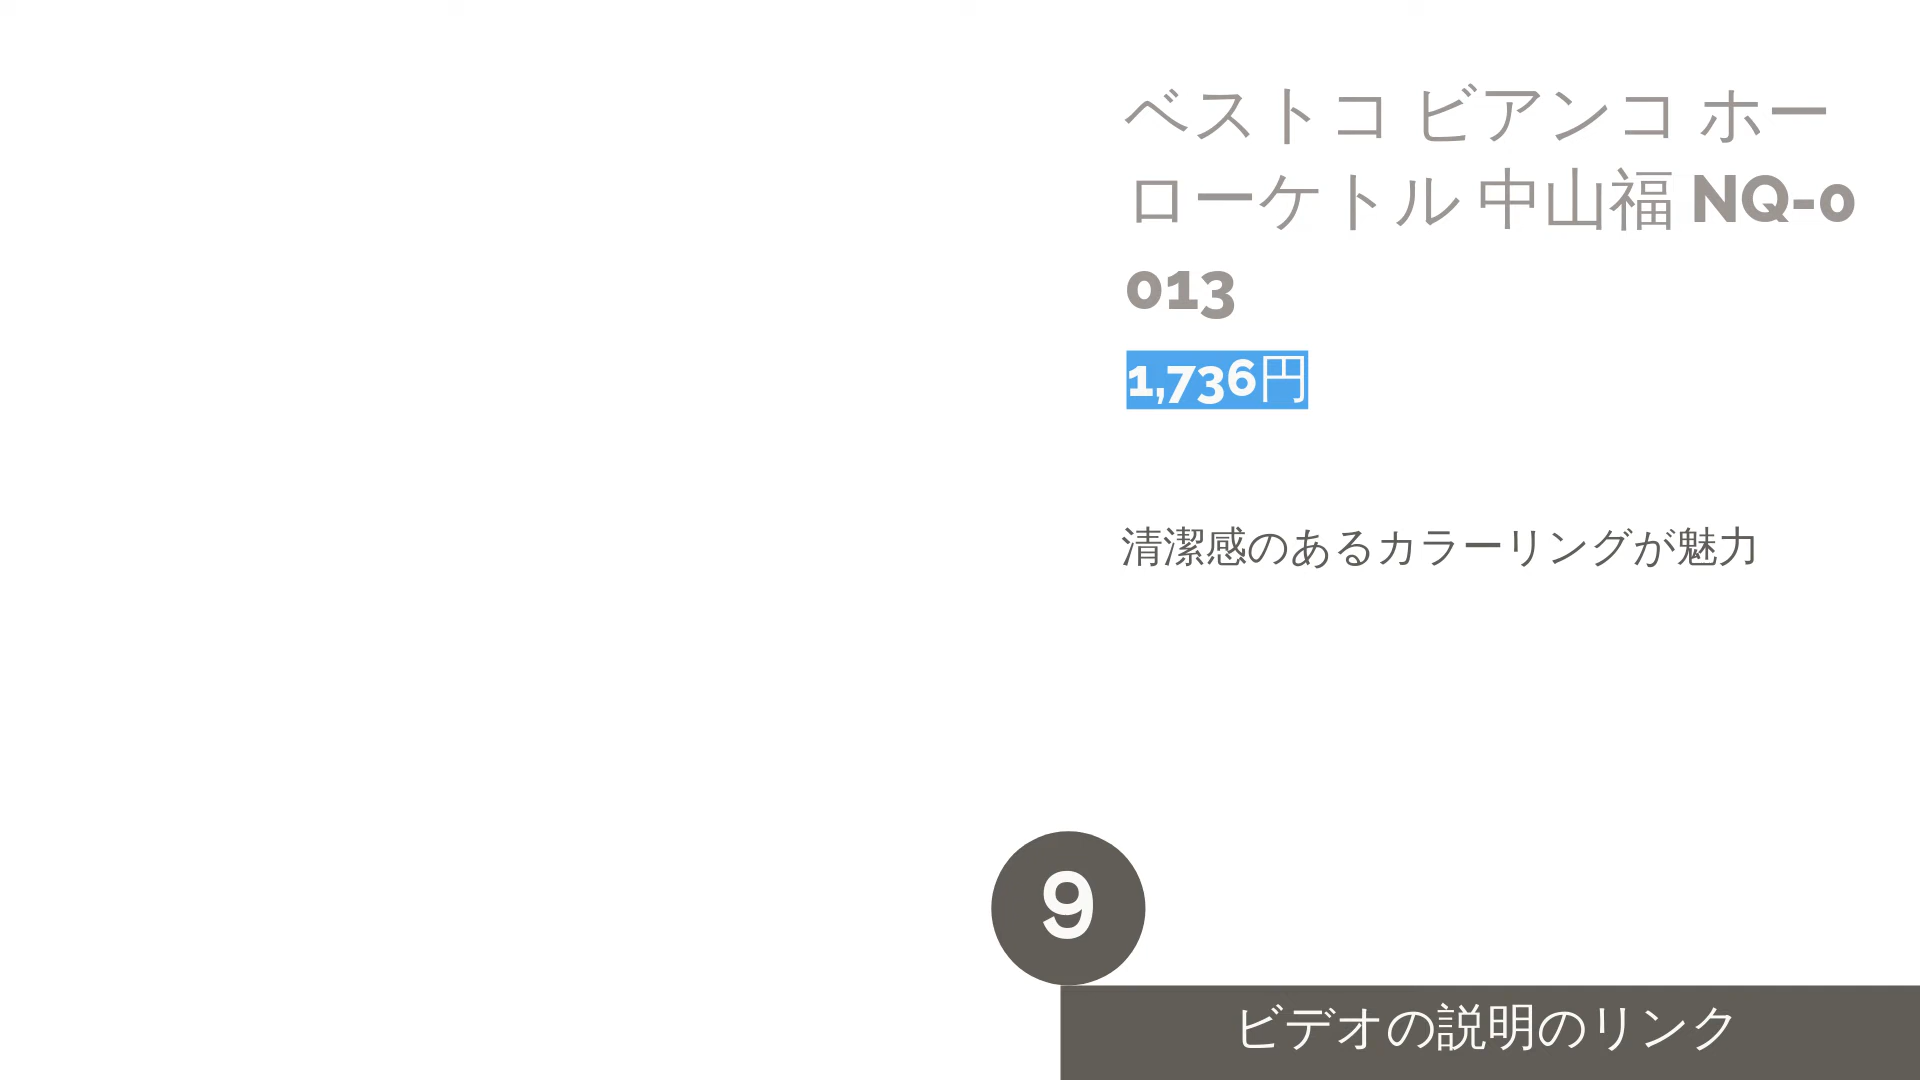 ベストコ ビアンコ ホー
ローケトル 中山福 NQ-0
013
1,736円
清潔感のあるカラーリングが魅力
9
ビデオの説明のリンク